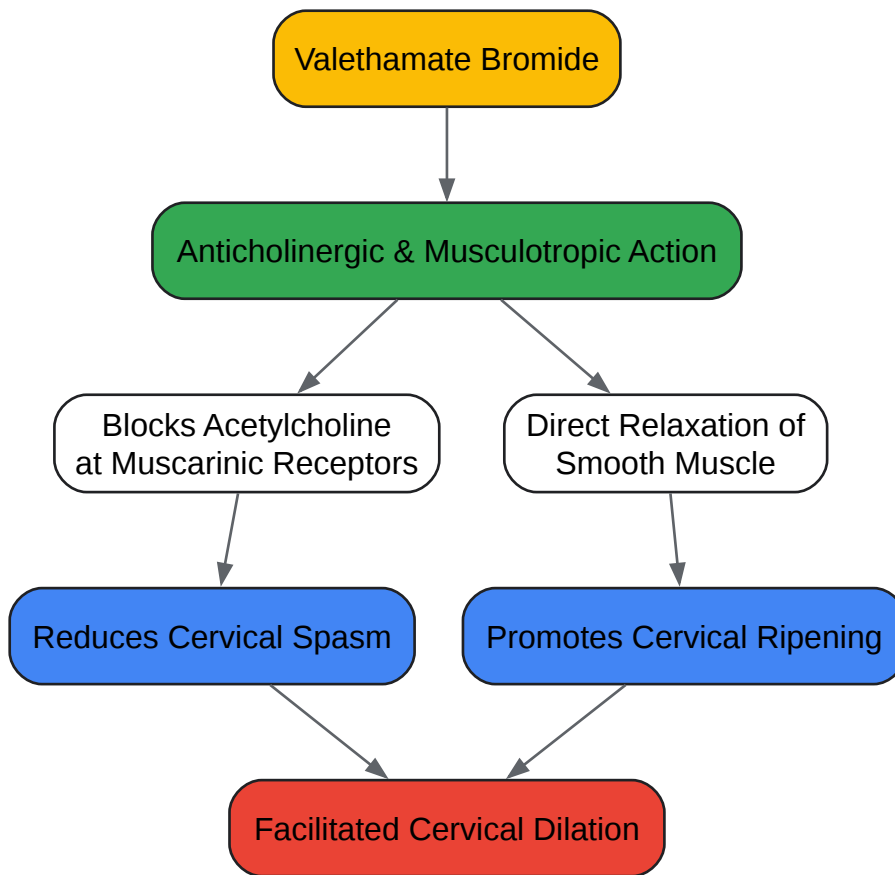 Valethamate Bromide
Anticholinergic & Musculotropic Action
Blocks Acetylcholine
at Muscarinic Receptors
Direct Relaxation of
Smooth Muscle
Reduces Cervical Spasm
Promotes Cervical Ripening
Facilitated Cervical Dilation